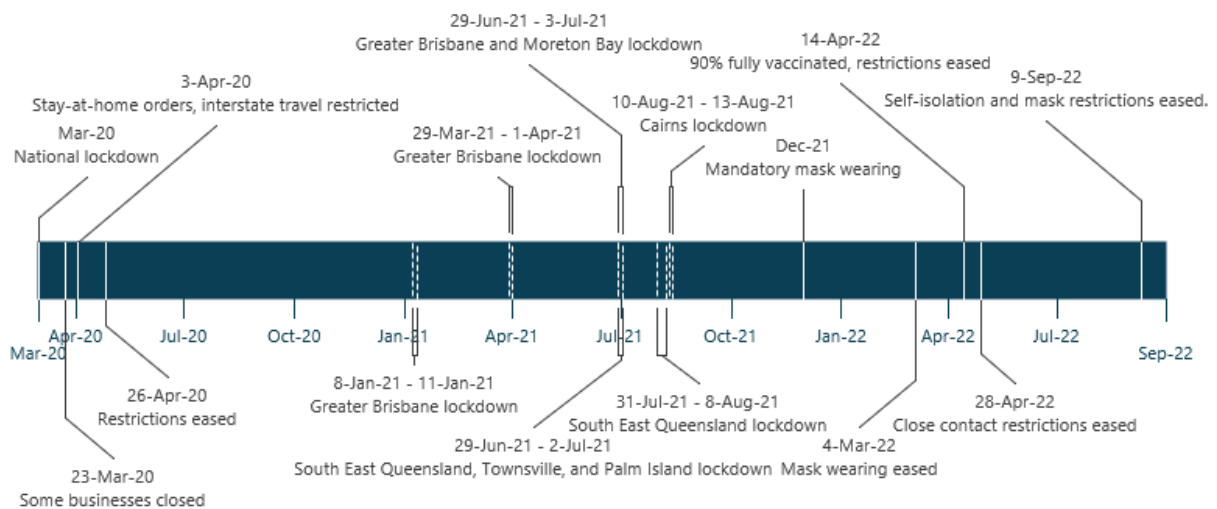 29-Jun-21 - 3-Jul-21
Greater Brisbane and Moreton Bay lockdown
14-Apr-22
90% fully vaccinated, restrictions eased
9-Sep-22
Self-isolation and mask restrictions eased.
3-Apr-20
Stay-at-home orders, interstate travel restricted
10-Aug-21 - 13-Aug-21
Cairns lockdown
Mar-20
National lockdown
29-Mar-21 - 1-Apr-21
Greater Brisbane lockdown
Dec-21
Mandatory mask wearing
Mar-20
Apr-20
Jul-20
Oct-20
Jan-21
Apr-21
Jul-21
Oct-21
Jan-22
Apr-22
Jul-22
Sep-22
26-Apr-20
Restrictions eased
8-Jan-21 - 11-Jan-21
Greater Brisbane lockdown
31-Jul-21 - 8-Aug-21
South East Queensland lockdown
28-Apr-22
Close contact restrictions eased
29-Jun-21 - 2-Jul-21
South East Queensland, Townsville, and Palm Island lockdown
4-Mar-22
Mask wearing eased
23-Mar-20
Some businesses closed